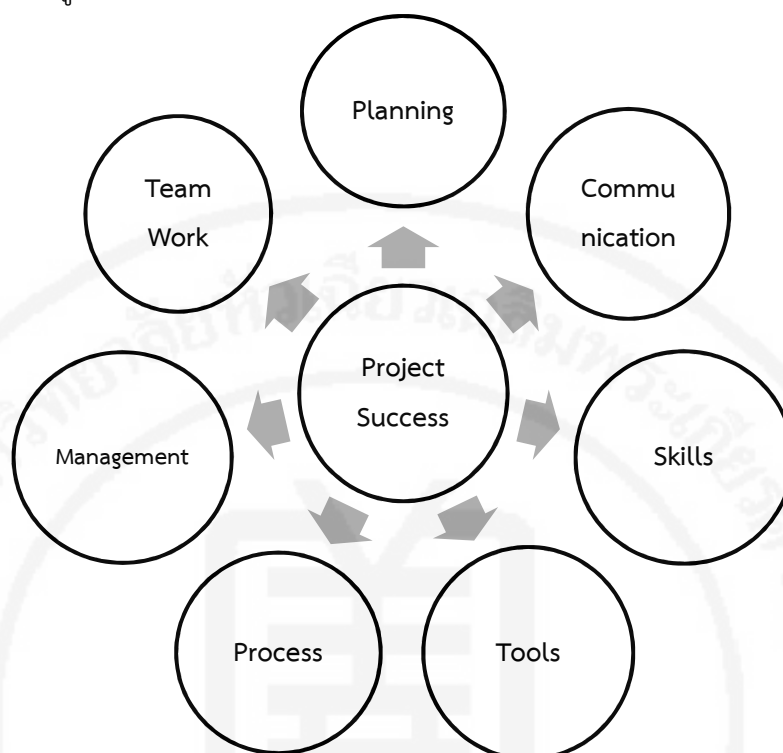 Planning
Team
Work
Commu
nication
Project
Success
Management
Skills
Process
Tools